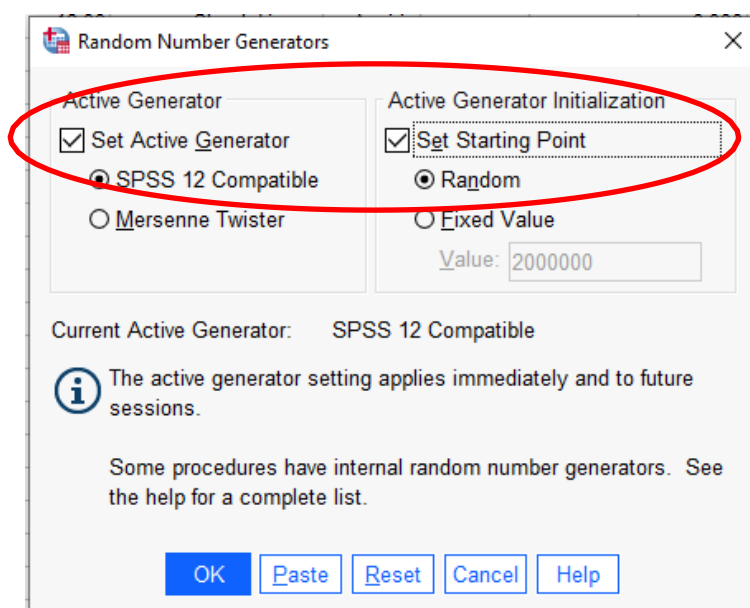 Random Number Generators
Active Generator
Active Generator Initialization
Set Active Generator
Set Starting Point
SPSS 12 Compatible
Random
Mersenne Twister
Fixed Value
Value: 2000000
Current Active Generator: SPSS 12 Compatible
The active generator setting applies immediately and to future
sessions.
Some procedures have internal random number generators. See
the help for a complete list.
OK Paste Reset Cancel Help